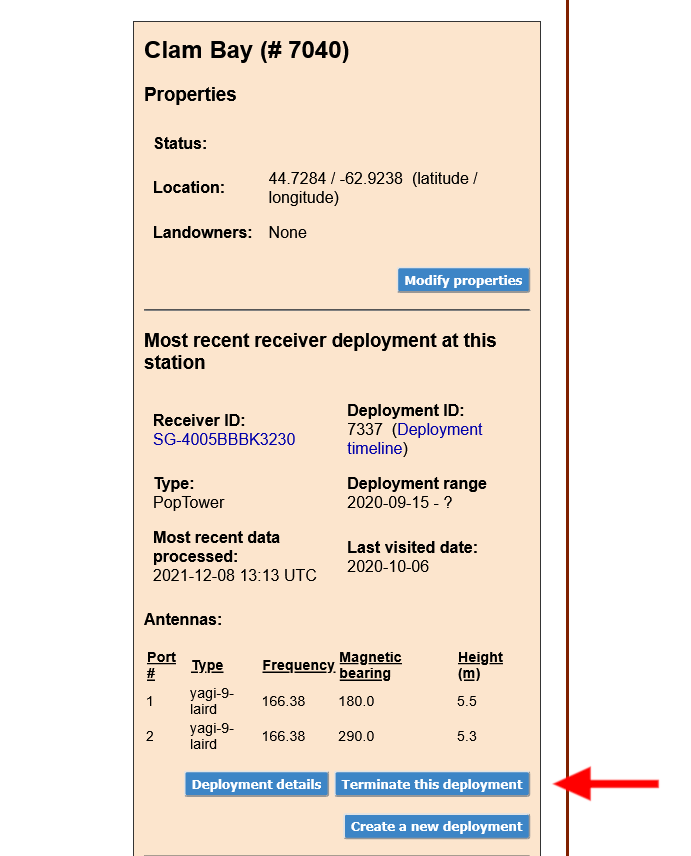 Clam Bay (# 7040)
Properties
Status:
Location: 44.7284 / -62.9238 (latitude /
longitude)
Landowners: None
Modify properties
Most recent receiver deployment at this
station
Receiver ID:
SG-4005BBBK3230
Deployment ID:
7337 (Deployment
timeline)
Type:
PopTower
Deployment range
2020-09-15 - ?
Most recent data
processed:
2021-12-08 13:13 UTC
Last visited date:
2020-10-06
Antennas:
Port
#
Type
Frequency
Magnetic
bearing
Height
(m)
1 yagi-9-
laird 166.38 180.0 5.5
2 yagi-9-
laird 166.38 290.0 5.3
Deployment details Terminate this deployment
Create a new deployment